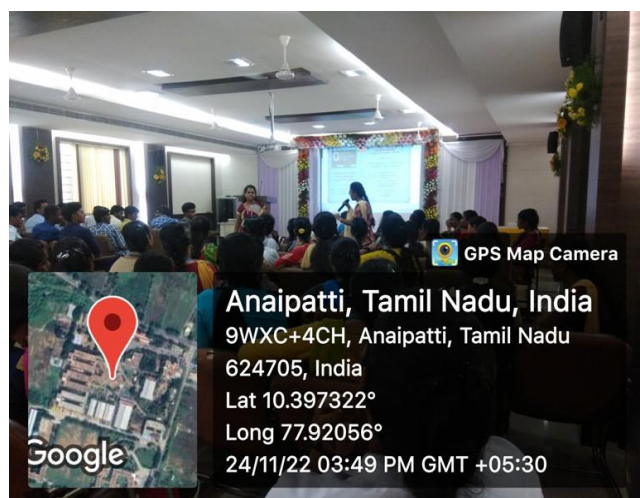 GPS Map Camera
Anaipatti, Tamil Nadu, India
9WXC+4CH, Anaipatti, Tamil Nadu
624705, India
Lat 10.397322°
Long 77.92056°
24/11/22 03:49 PM GMT +05:30
Google